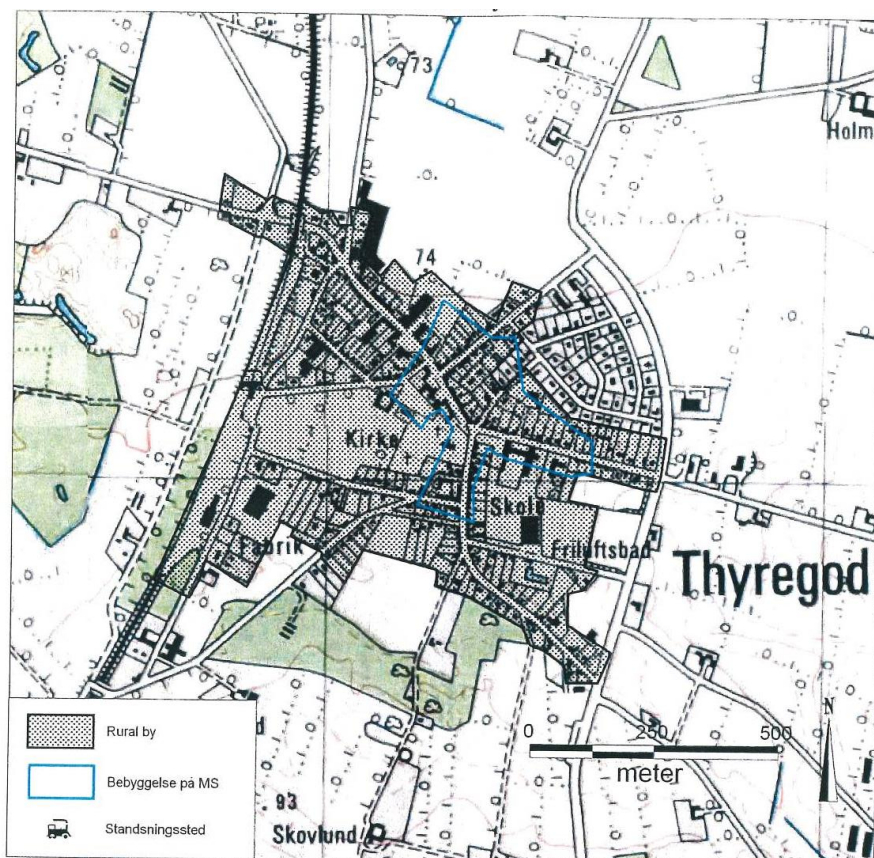 73
Holm
74
Kirke
Skole
Fabrik
Friluftsbad
Thyregod
Rural by
Bebyggelse på MS
Standsningssted
93
Skovlund
0
250
500
meter
N